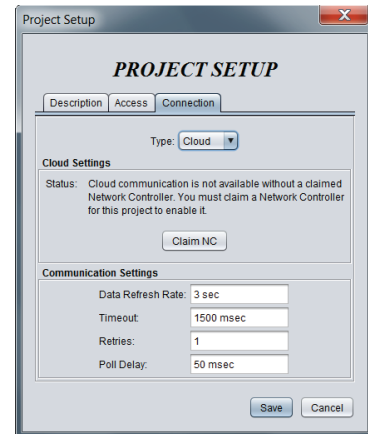 Project Setup
X
PROJECT SETUP
Description Access Connection
Type: Cloud
Cloud Settings
Status: Cloud communication is not available without a claimed
Network Controller. You must claim a Network Controller
for this project to enable it.
Claim NC
Communication Settings
Data Refresh Rate: 3 sec
Timeout: 1500 msec
Retries: 1
Poll Delay: 50 msec
Save Cancel